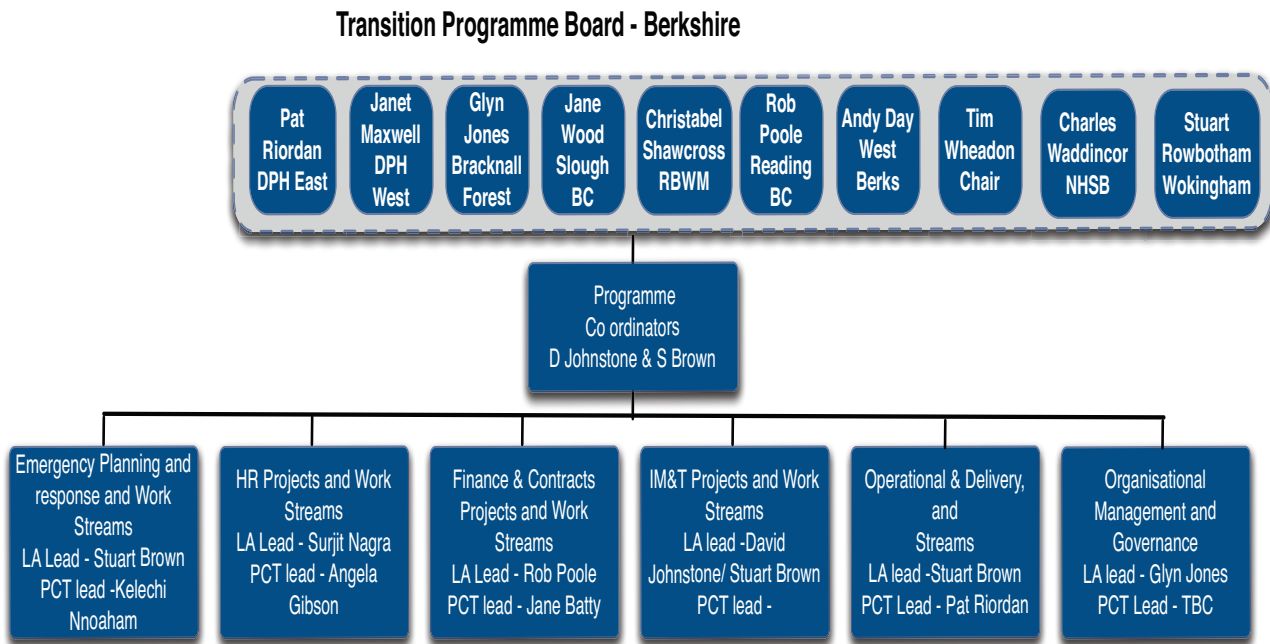 Transition Programme Board - Berkshire
Pat
Riordan
DPH East
Janet
Maxwell
DPH
West
Glyn
Jones
Bracknall
Forest
Jane
Wood
Slough
BC
Christabel
Shawcross
RBWM
Rob
Poole
Reading
BC
Andy Day
West
Berks
Tim
Wheadon
Chair
Charles
Waddincor
NHSB
Stuart
Rowbotham
Wokingham
Programme
Co ordinators
D Johnstone & S Brown
Emergency Planning and
response and Work
Streams
LA Lead - Stuart Brown
PCT lead -Kelechi
Nnoaham
HR Projects and Work
Streams
LA Lead - Surjit Nagra
PCT lead - Angela
Gibson
Finance & Contracts
Projects and Work
Streams
LA Lead - Rob Poole
PCT lead - Jane Batty
IM&T Projects and Work
Streams
LA lead -David
Johnstone/ Stuart Brown
PCT lead -
Operational & Delivery,
and
Streams
LA lead -Stuart Brown
PCT Lead - Pat Riordan
Organisational
Management and
Governance
LA lead - Glyn Jones
PCT Lead - TBC